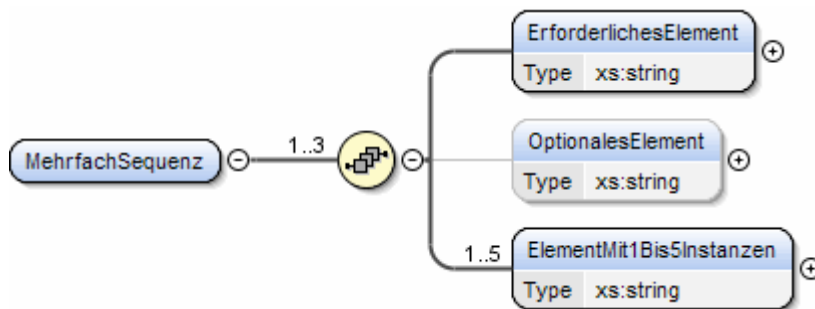 ErforderlichesElement
Type xs:string
MehrfachSequenz
1..3
OptionalesElement
Type xs:string
1..5
ElementMit1Bis5Instanzen
Type xs:string